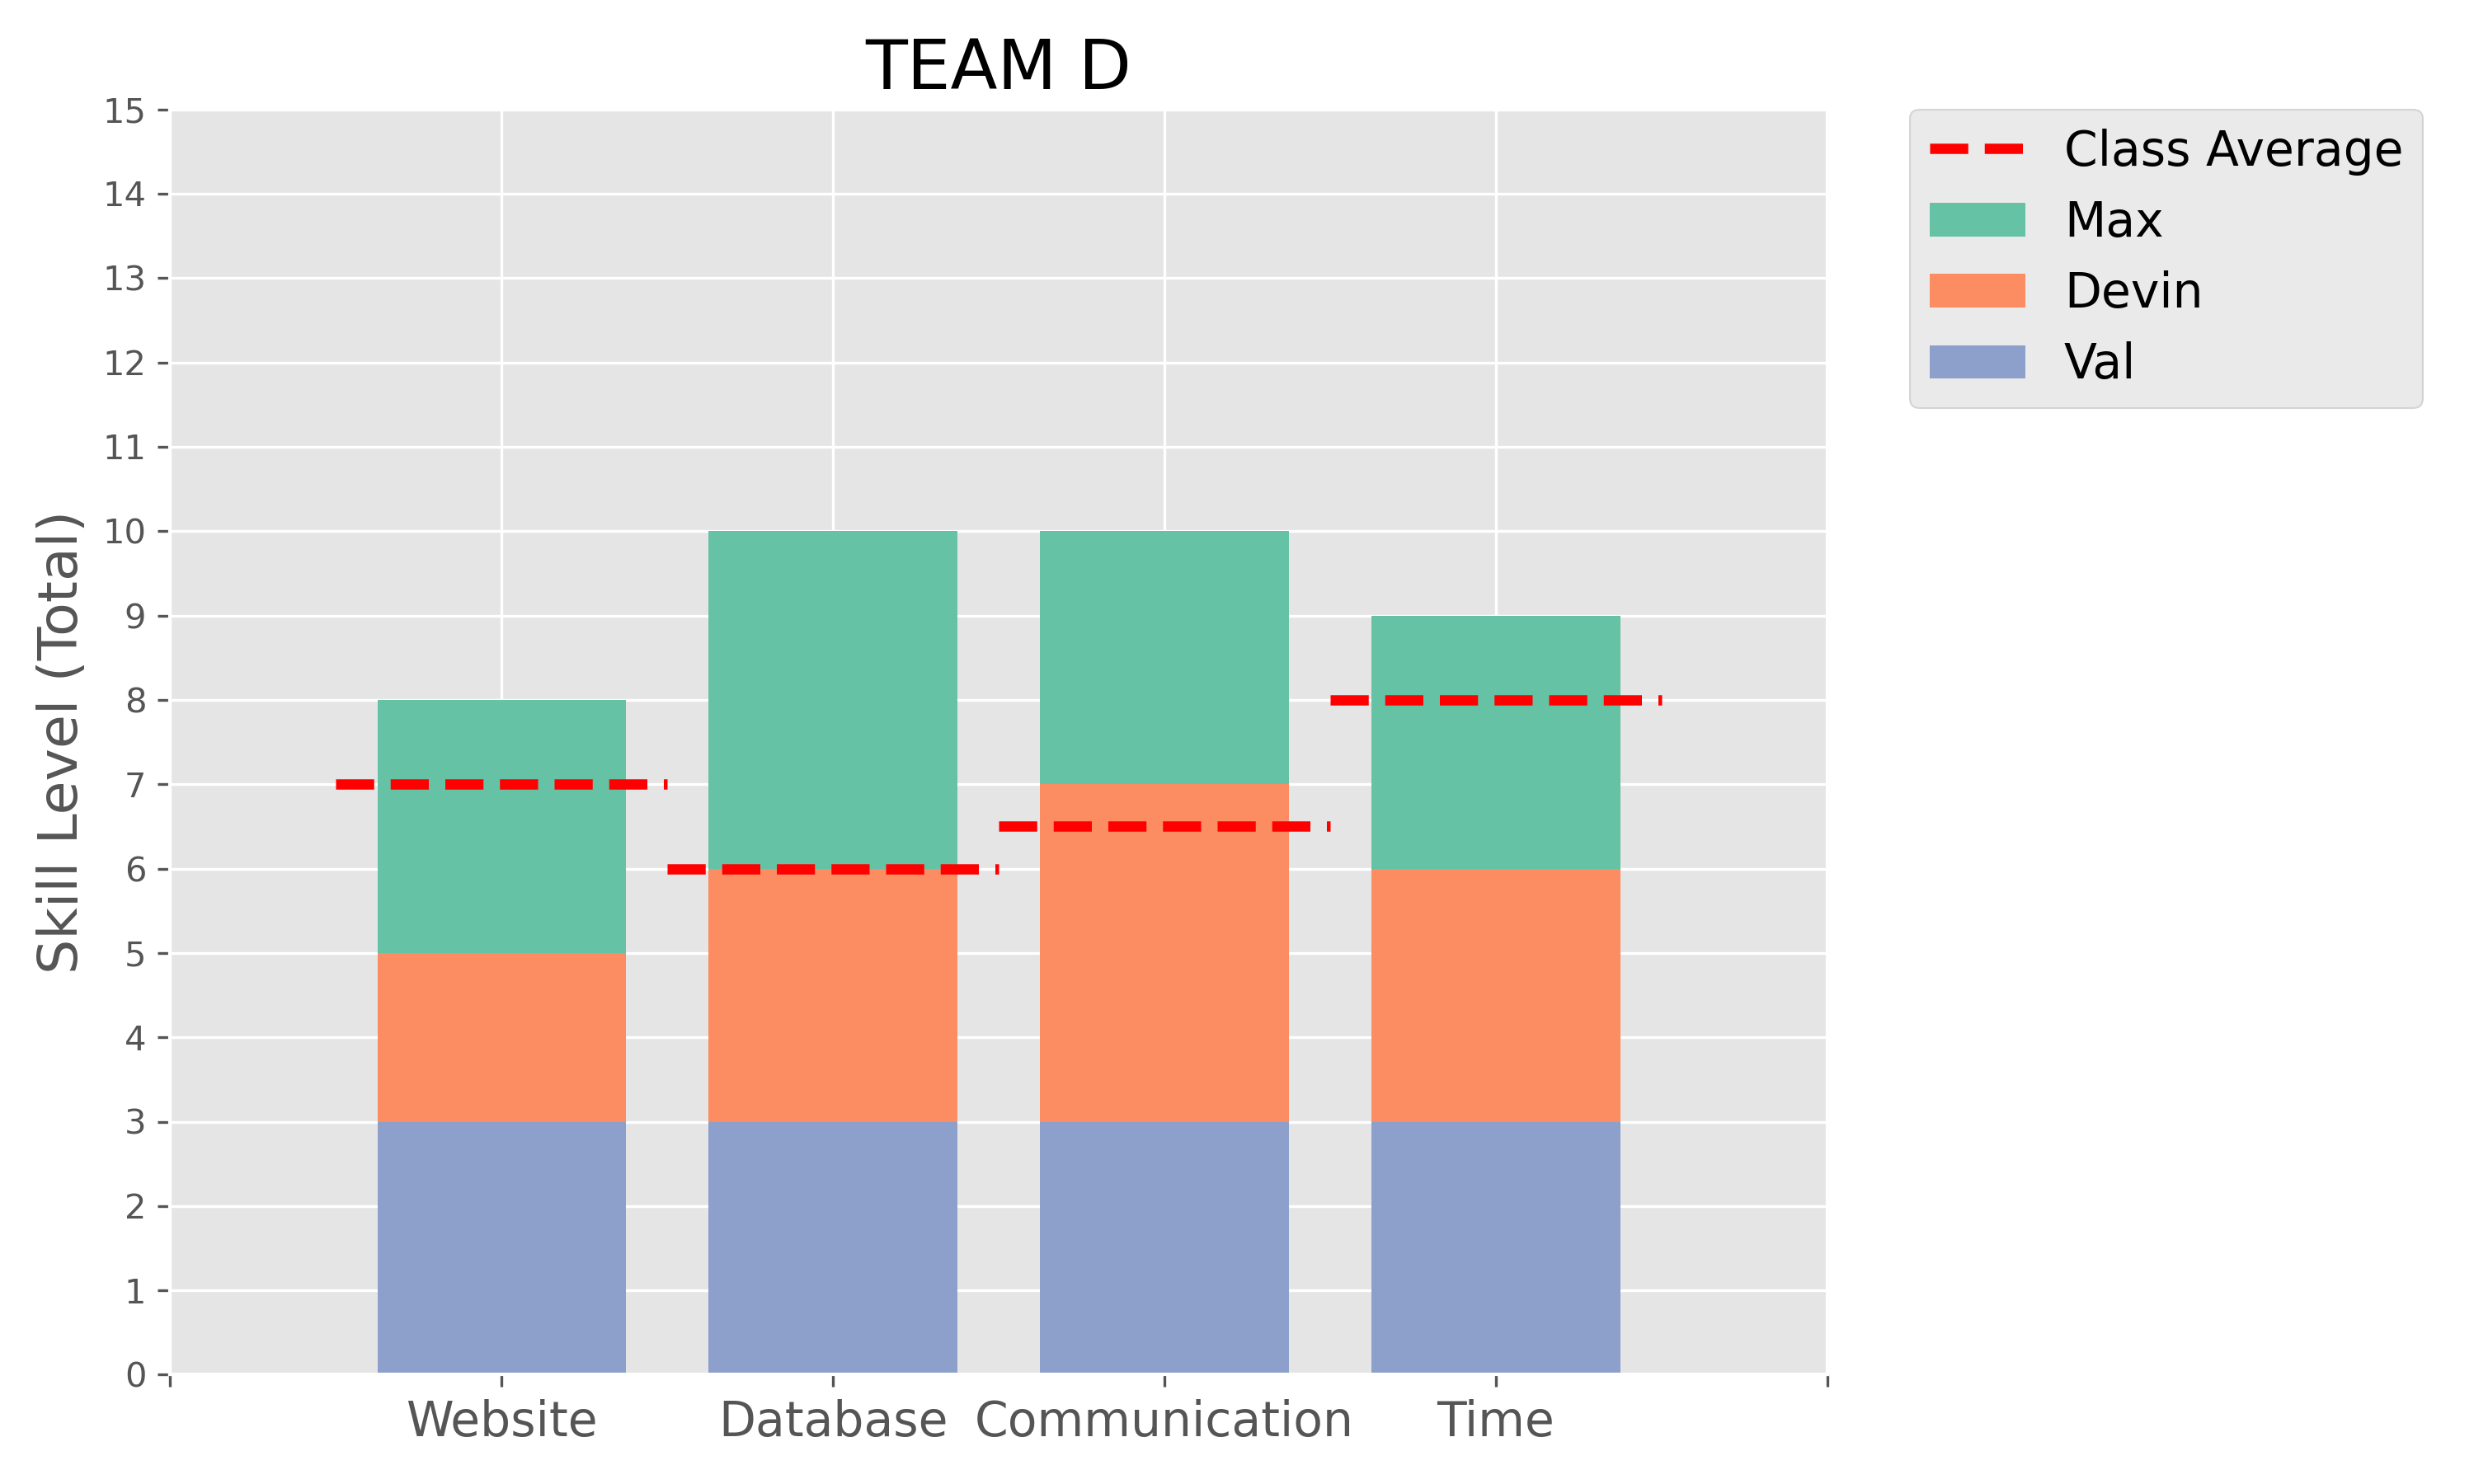 TEAM D
Class Average
Max
Devin
Val
Skill Level (Total)
15
14
13
12
11
10
9
8
7
6
5
4
3
2
1
0
Website Database Communication Time